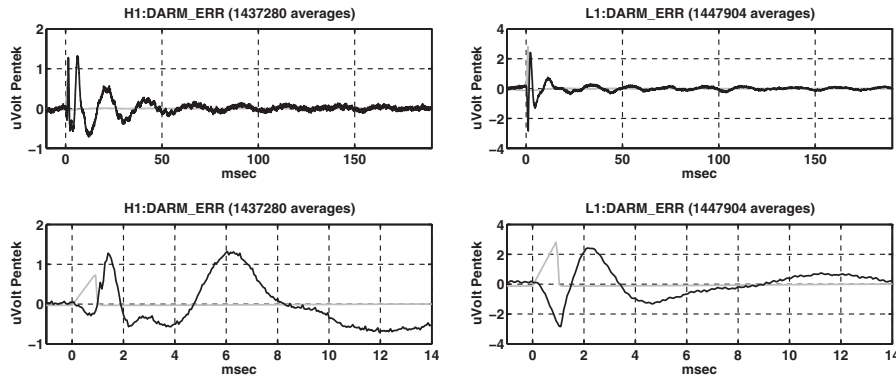 H1:DARM_ERR (1437280 averages)
2
1
0
−1
uVolt Pentek
0 50 100 150
msec
L1:DARM_ERR (1447904 averages)
4
2
0
−2
−4
uVolt Pentek
0 50 100 150
msec
H1:DARM_ERR (1437280 averages)
2
1
0
−1
uVolt Pentek
0 2 4 6 8 10 12 14
msec
L1:DARM_ERR (1447904 averages)
4
2
0
−2
−4
uVolt Pentek
0 2 4 6 8 10 12 14
msec